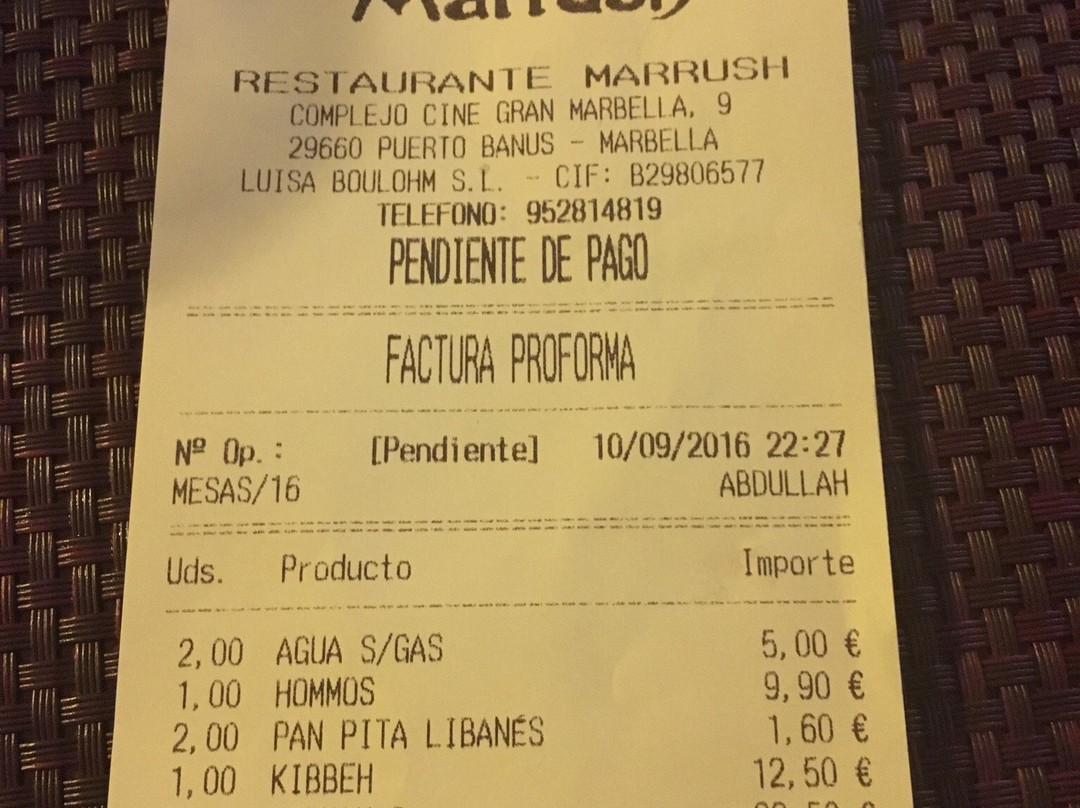 Marrush
RESTAURANTE MARRUSH
COMPLEJO CINE GRAN MARBELLA, 9
29660 PUERTO BANUS - MARBELLA
LUISA BOULOHM S.L. - CIF: B29806577
TELEFONO: 952814819
PENDIENTE DE PAGO
FACTURA PROFORMA
Nº Op.: [Pendiente] 10/09/2016 22:27
MESAS/16 ABDULLAH
Uds. Producto Importe
2,00 AGUA S/GAS 5,00 €
1,00 HOMMOS 9,90 €
2,00 PAN PITA LIBANÉS 1,60 €
1,00 KIBBEH 12,50 €